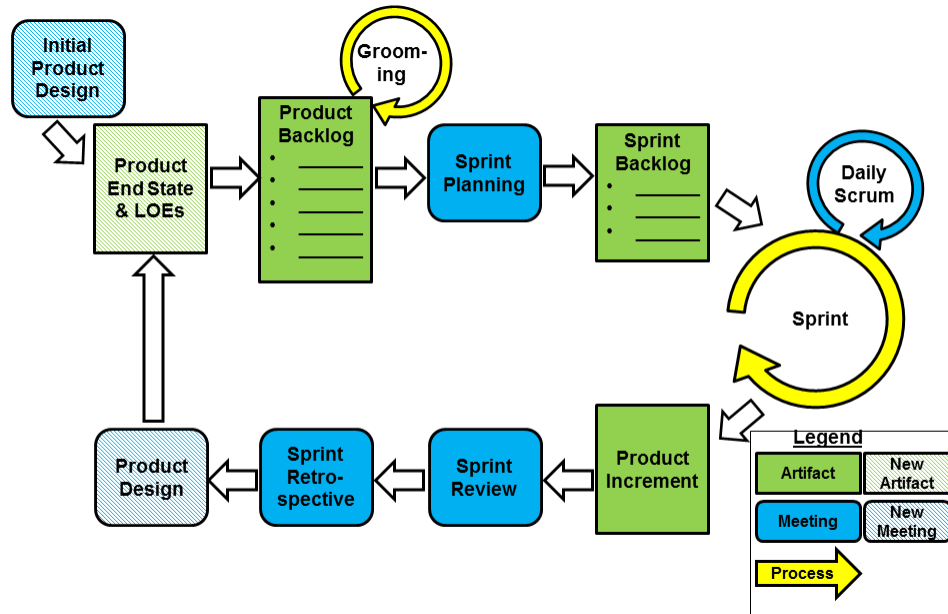 Initial
Product
Design
Groom-
ing
Product
End State
& LOEs
Product
Backlog
•
•
•
•
•
Sprint
Planning
Sprint
Backlog
•
•
•
Daily
Scrum
Sprint
Product
Design
Sprint
Retro-
spective
Sprint
Review
Product
Increment
Legend
Artifact
New
Artifact
Meeting
New
Meeting
Process